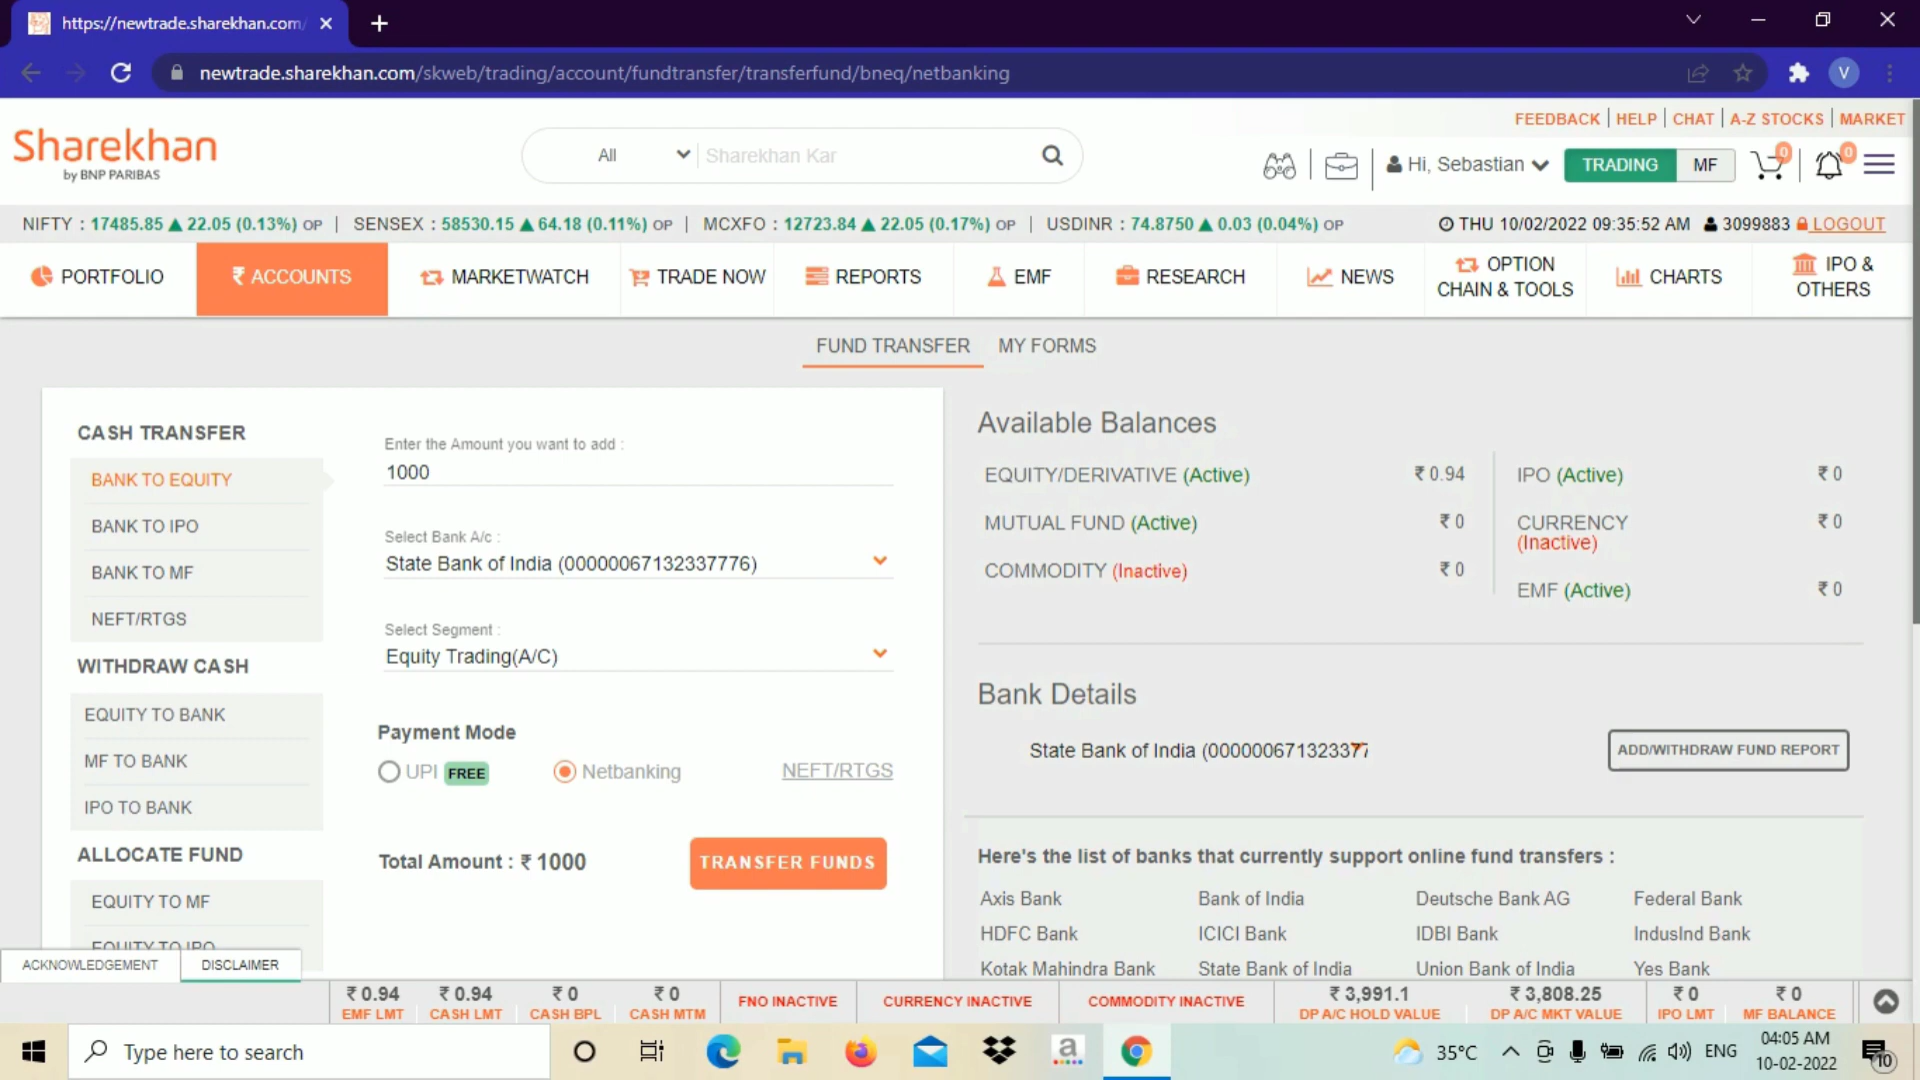 https://newtrade.sharekhan.com/
newtrade.sharekhan.com/skweb/trading/account/fundtransfer/transferfund/bneq/netbanking
V
FEEDBACK | HELP | CHAT | A-Z STOCKS | MARKET
Sharekhan
by BNP PARIBAS
All
Sharekhan Kar
Hi, Sebastian
TRADING MF
0
0
NIFTY : 17485.85 ▲ 22.05 (0.13%) OP | SENSEX : 58530.15 ▲ 64.18 (0.11%) OP | MCXFO : 12723.84 ▲ 22.05 (0.17%) OP | USDINR : 74.8750 ▲ 0.03 (0.04%) OP
THU 10/02/2022 09:35:52 AM 3099883 LOGOUT
PORTFOLIO
₹ ACCOUNTS
MARKETWATCH
TRADE NOW
REPORTS
EMF
RESEARCH
NEWS
OPTION
CHAIN & TOOLS
CHARTS
IPO &
OTHERS
FUND TRANSFER MY FORMS
CASH TRANSFER
BANK TO EQUITY
BANK TO IPO
BANK TO MF
NEFT/RTGS
WITHDRAW CASH
EQUITY TO BANK
MF TO BANK
IPO TO BANK
ALLOCATE FUND
EQUITY TO MF
EQUITY TO IPO
Enter the Amount you want to add :
1000
Select Bank A/c :
State Bank of India (00000067132337776)
Select Segment :
Equity Trading(A/C)
Payment Mode
UPI FREE Netbanking NEFT/RTGS
Total Amount : ₹ 1000
TRANSFER FUNDS
Available Balances
EQUITY/DERIVATIVE (Active) ₹ 0.94
MUTUAL FUND (Active) ₹ 0
COMMODITY (Inactive) ₹ 0
IPO (Active) ₹ 0
CURRENCY ₹ 0
(Inactive)
EMF (Active) ₹ 0
Bank Details
State Bank of India (00000067132337
ADD/WITHDRAW FUND REPORT
Here's the list of banks that currently support online fund transfers :
Axis Bank Bank of India Deutsche Bank AG Federal Bank
HDFC Bank ICICI Bank IDBI Bank IndusInd Bank
Kotak Mahindra Bank State Bank of India Union Bank of India Yes Bank
ACKNOWLEDGEMENT DISCLAIMER
₹ 0.94 ₹ 0.94 ₹ 0 ₹ 0
EMF LMT CASH LMT CASH BPL CASH MTM
FNO INACTIVE
CURRENCY INACTIVE
COMMODITY INACTIVE
₹ 3,991.1 ₹ 3,808.25 ₹ 0 ₹ 0
DP A/C HOLD VALUE DP A/C MKT VALUE IPO LMT MF BALANCE
Type here to search
a
35°C
ENG
04:05 AM
10-02-2022
10